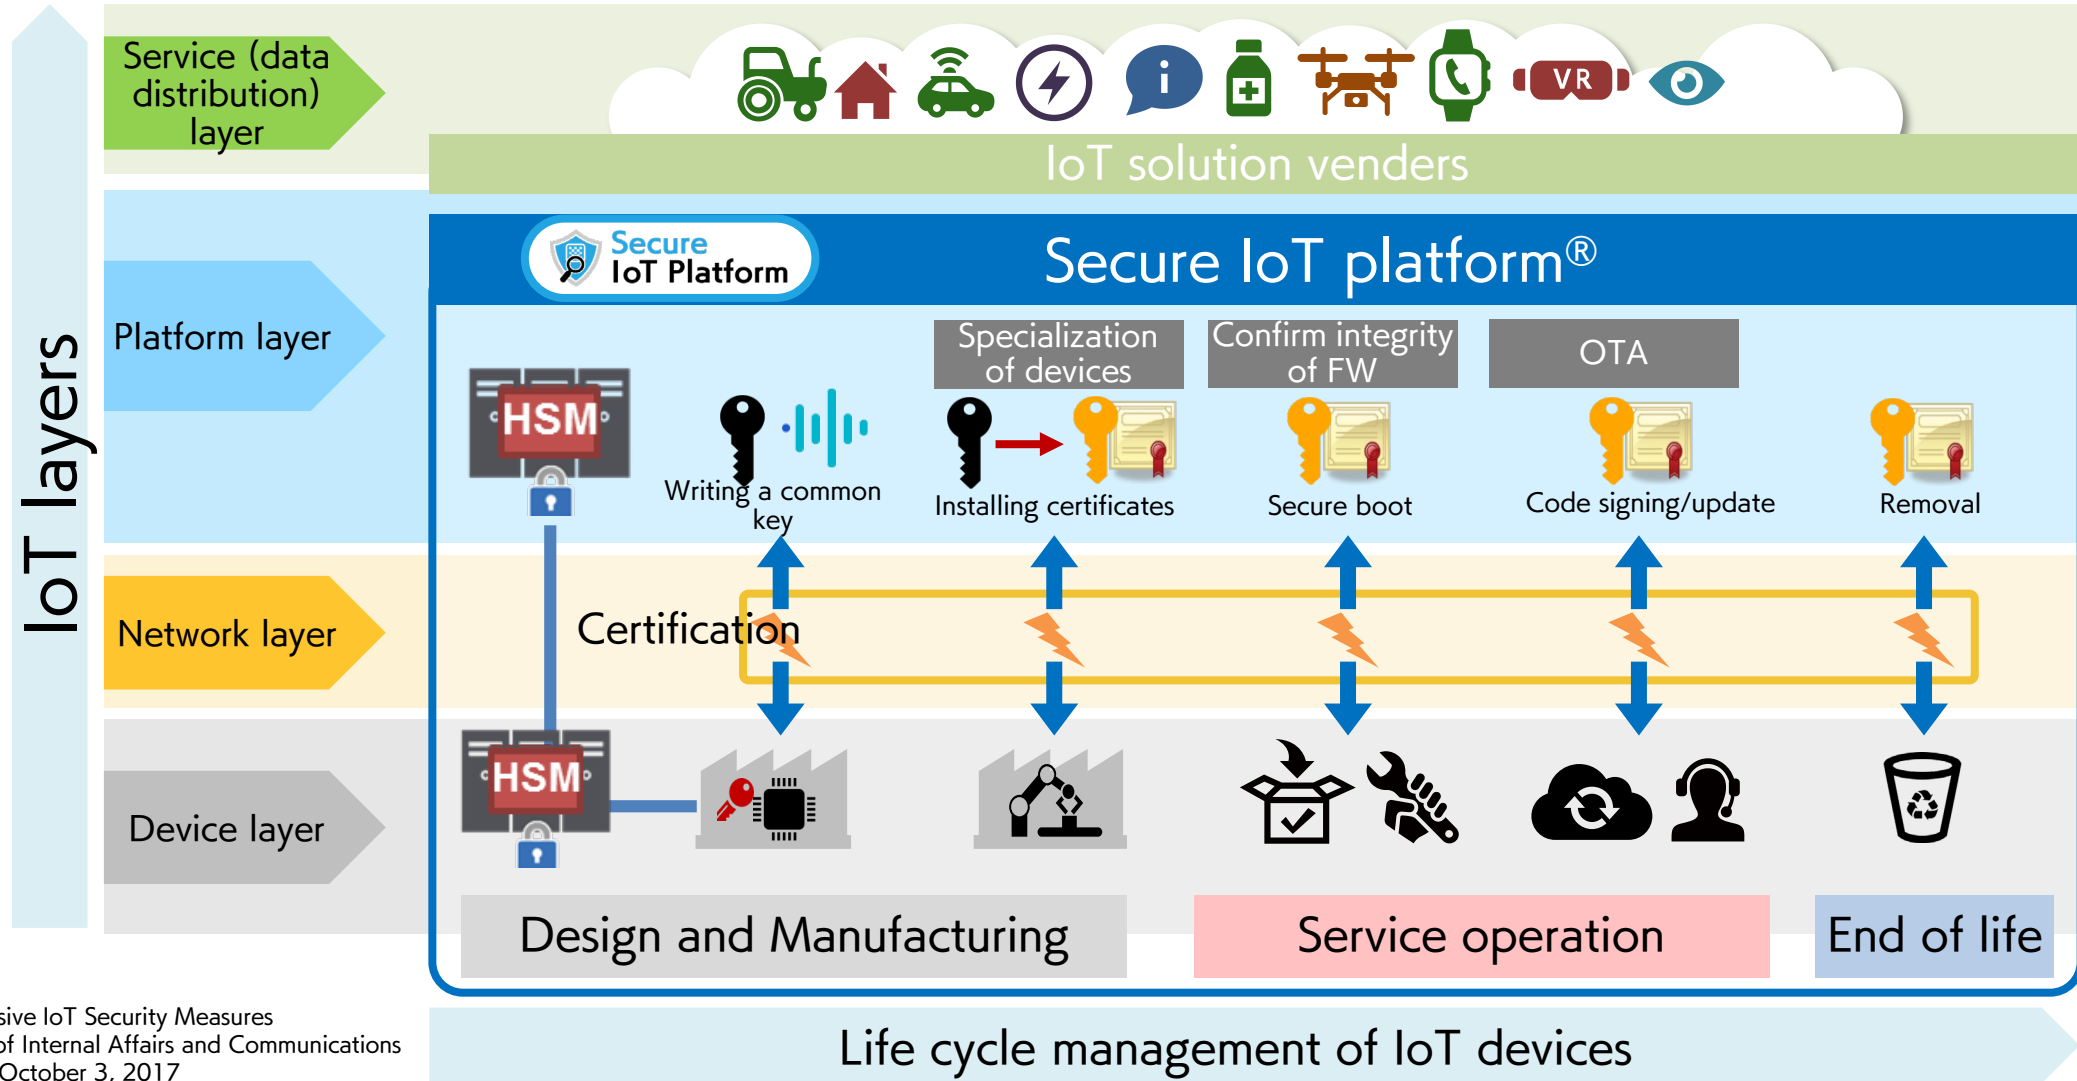 Service (data
distribution)
layer
i
VR
IoT solution venders
Secure
IoT Platform
Secure IoT platform®
IoT layers
Platform layer
Specialization
of devices
Confirm integrity
of FW
OTA
HSM
Writing a common
key
Installing certificates
Secure boot
Code signing/update
Removal
Network layer
Certification
Device layer
HSM
Design and Manufacturing
Service operation
End of life
sive IoT Security Measures
of Internal Affairs and Communications
October 3, 2017
Life cycle management of IoT devices